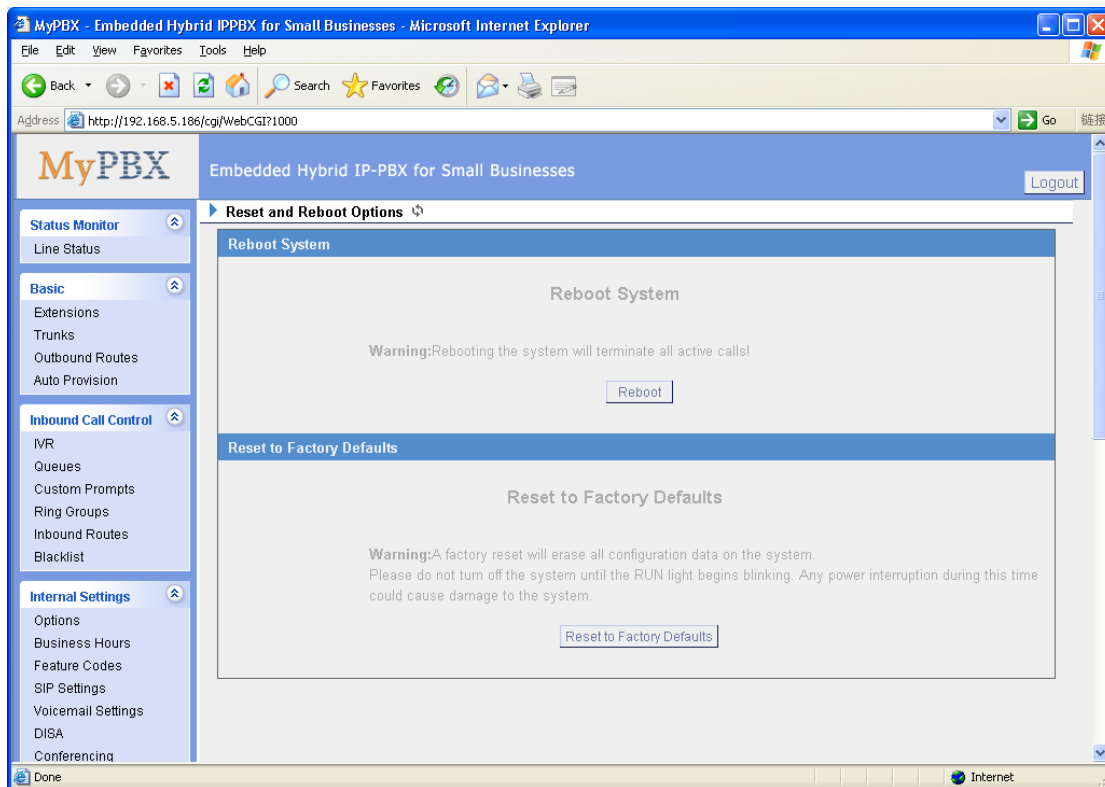 MyPBX - Embedded Hybrid IPPBX for Small Businesses - Microsoft Internet Explorer
File Edit View Favorites Tools Help
Back Search Favorites
Address http://192.168.5.186/cgi/WebCGI?1000 Go 链接
MyPBX
Embedded Hybrid IP-PBX for Small Businesses
Logout
Status Monitor
Line Status
Basic
Extensions
Trunks
Outbound Routes
Auto Provision
Inbound Call Control
IVR
Queues
Custom Prompts
Ring Groups
Inbound Routes
Blacklist
Internal Settings
Options
Business Hours
Feature Codes
SIP Settings
Voicemail Settings
DISA
Conferencing
Reset and Reboot Options
Reboot System
Reboot System
Warning:Rebooting the system will terminate all active calls!
Reboot
Reset to Factory Defaults
Reset to Factory Defaults
Warning:A factory reset will erase all configuration data on the system.
Please do not turn off the system until the RUN light begins blinking. Any power interruption during this time
could cause damage to the system.
Reset to Factory Defaults
Done
Internet